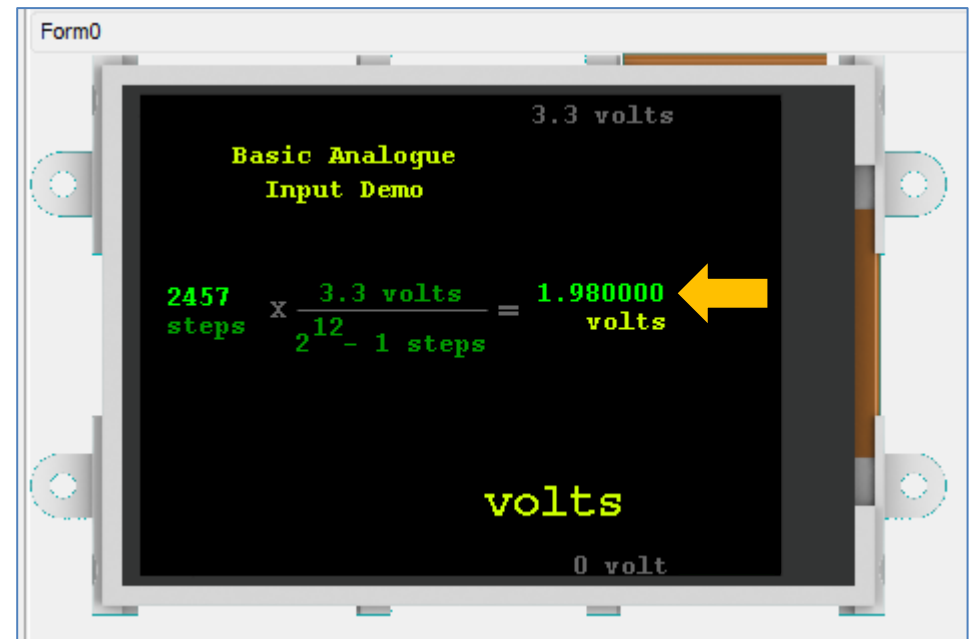 Form0
3.3 volts
Basic Analogue
Input Demo
2457 steps x 3.3 volts / 2^12 - 1 steps = 1.980000 volts
volts
0 volt